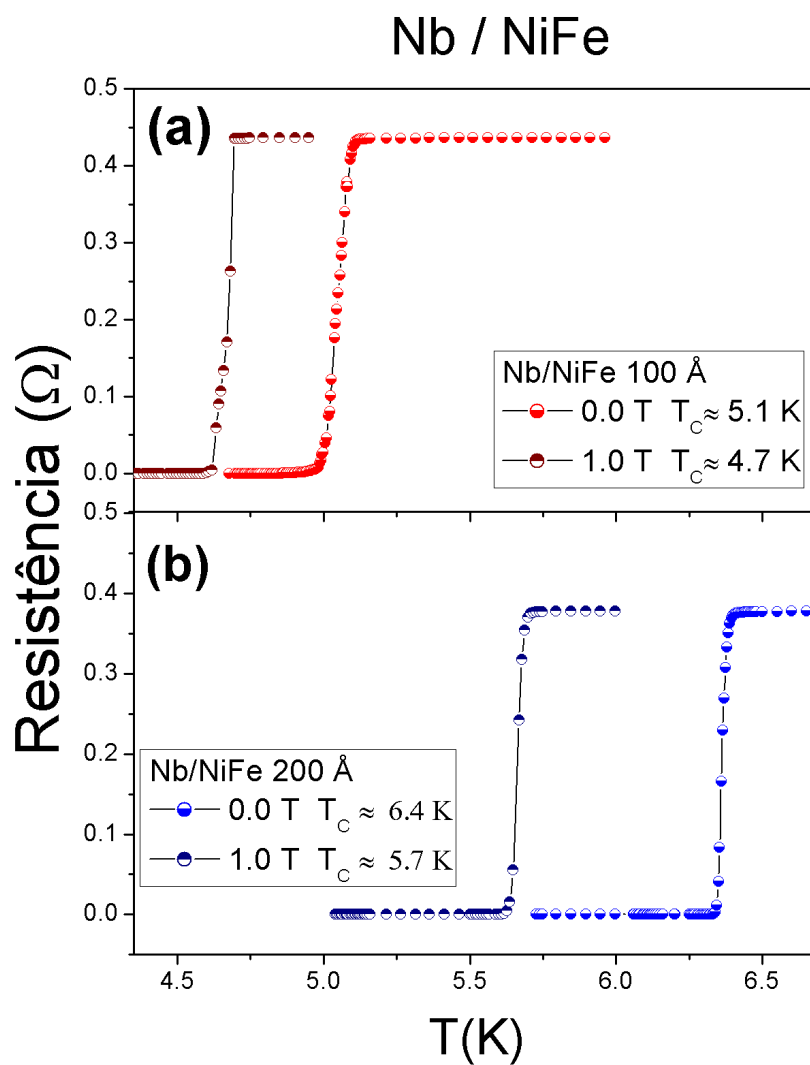 Nb / NiFe
0.5
(a)
0.4
0.3
0.2
0.1
0.0
Nb/NiFe 100 Å
0.0 T T_C ≈ 5.1 K
1.0 T T_C ≈ 4.7 K
Resistência (Ω)
0.5
(b)
0.4
0.3
0.2
0.1
0.0
Nb/NiFe 200 Å
0.0 T T_C ≈ 6.4 K
1.0 T T_C ≈ 5.7 K
4.5 5.0 5.5 6.0 6.5
T(K)